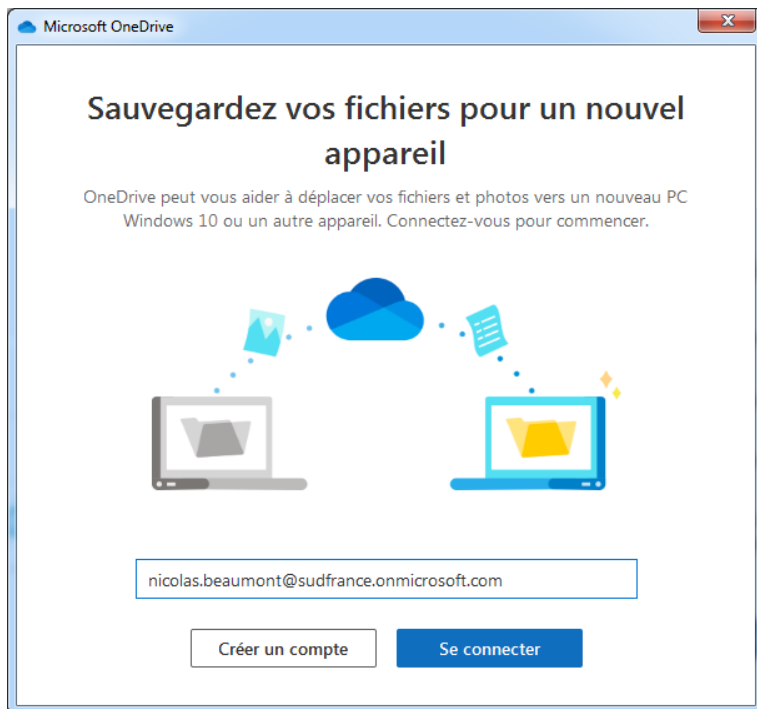 Microsoft OneDrive
Sauvegardez vos fichiers pour un nouvel
appareil
OneDrive peut vous aider à déplacer vos fichiers et photos vers un nouveau PC
Windows 10 ou un autre appareil. Connectez-vous pour commencer.
nicolas.beaumont@sudfrance.onmicrosoft.com
Créer un compte
Se connecter